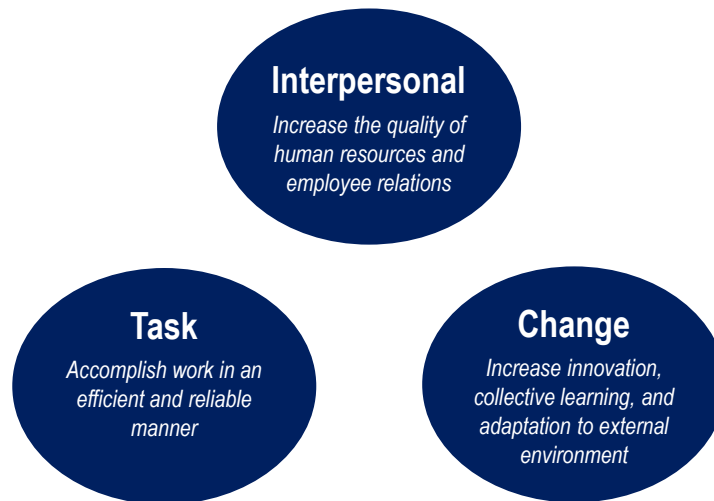 Interpersonal
Increase the quality of
human resources and
employee relations
Task
Accomplish work in an
efficient and reliable
manner
Change
Increase innovation,
collective learning, and
adaptation to external
environment